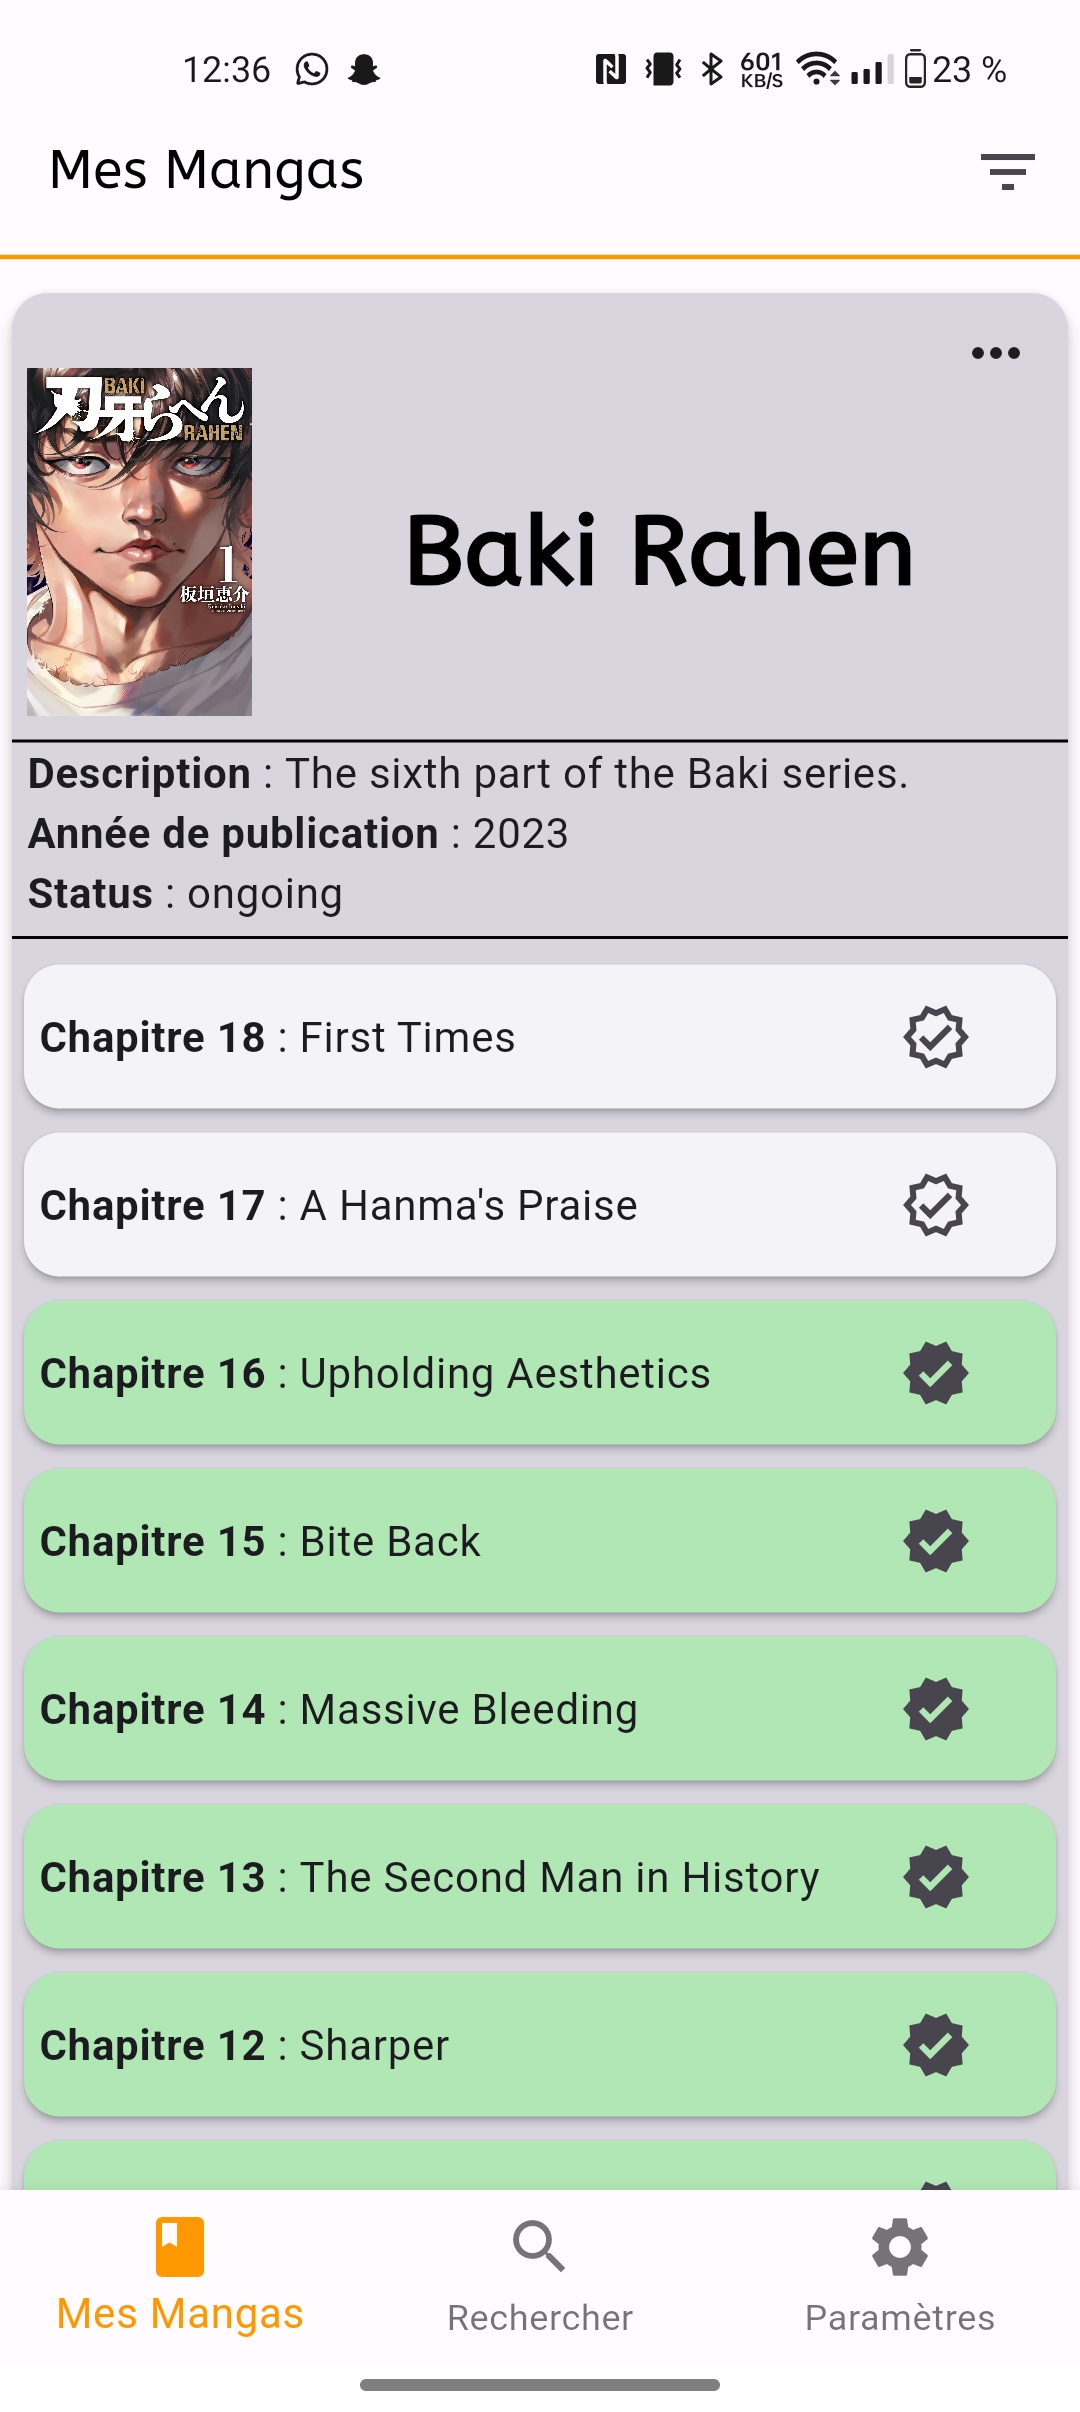 12:36
601 KB/S
23 %
Mes Mangas
刃牙らへん
BAKI
RAHEN
1
板垣恵介
Baki Rahen
Description : The sixth part of the Baki series.
Année de publication : 2023
Status : ongoing
Chapitre 18 : First Times
Chapitre 17 : A Hanma's Praise
Chapitre 16 : Upholding Aesthetics
Chapitre 15 : Bite Back
Chapitre 14 : Massive Bleeding
Chapitre 13 : The Second Man in History
Chapitre 12 : Sharper
Mes Mangas
Rechercher
Paramètres